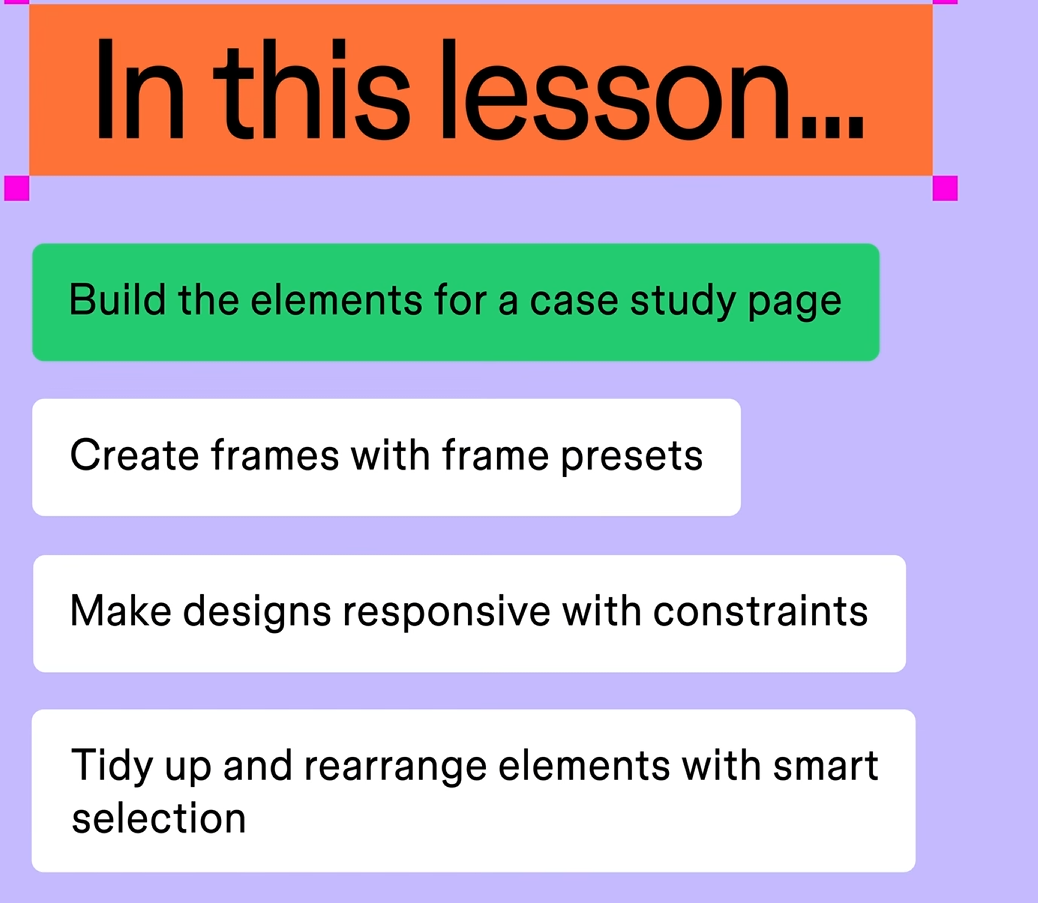 In this lesson...
Build the elements for a case study page
Create frames with frame presets
Make designs responsive with constraints
Tidy up and rearrange elements with smart
selection